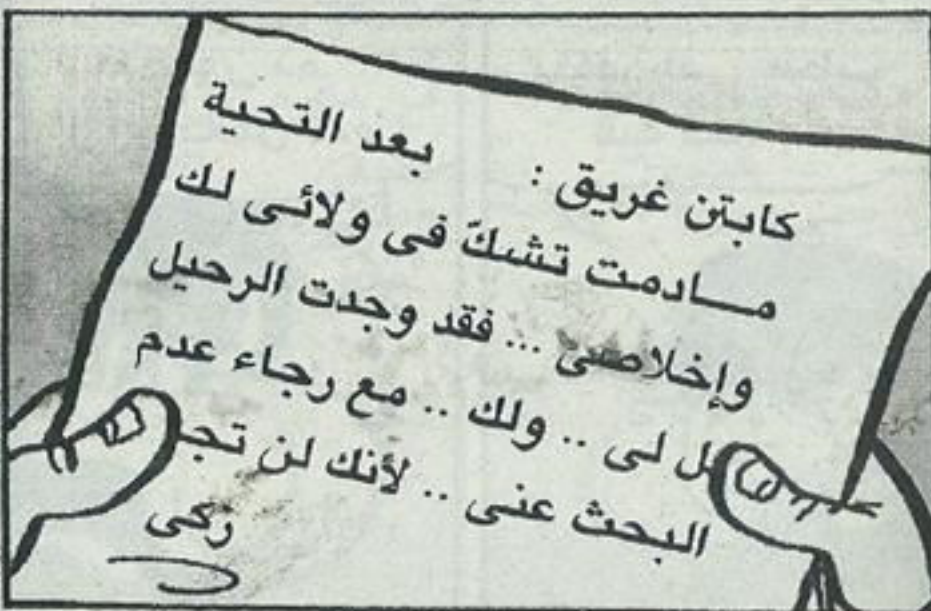 كابتن غريق : بعد التحية
مادمت تشكّ فى ولائى لك
وإخلاصى ... فقد وجدت الرحيل
لى .. ولك .. مع رجاء عدم
البحث عنى .. لأنك لن